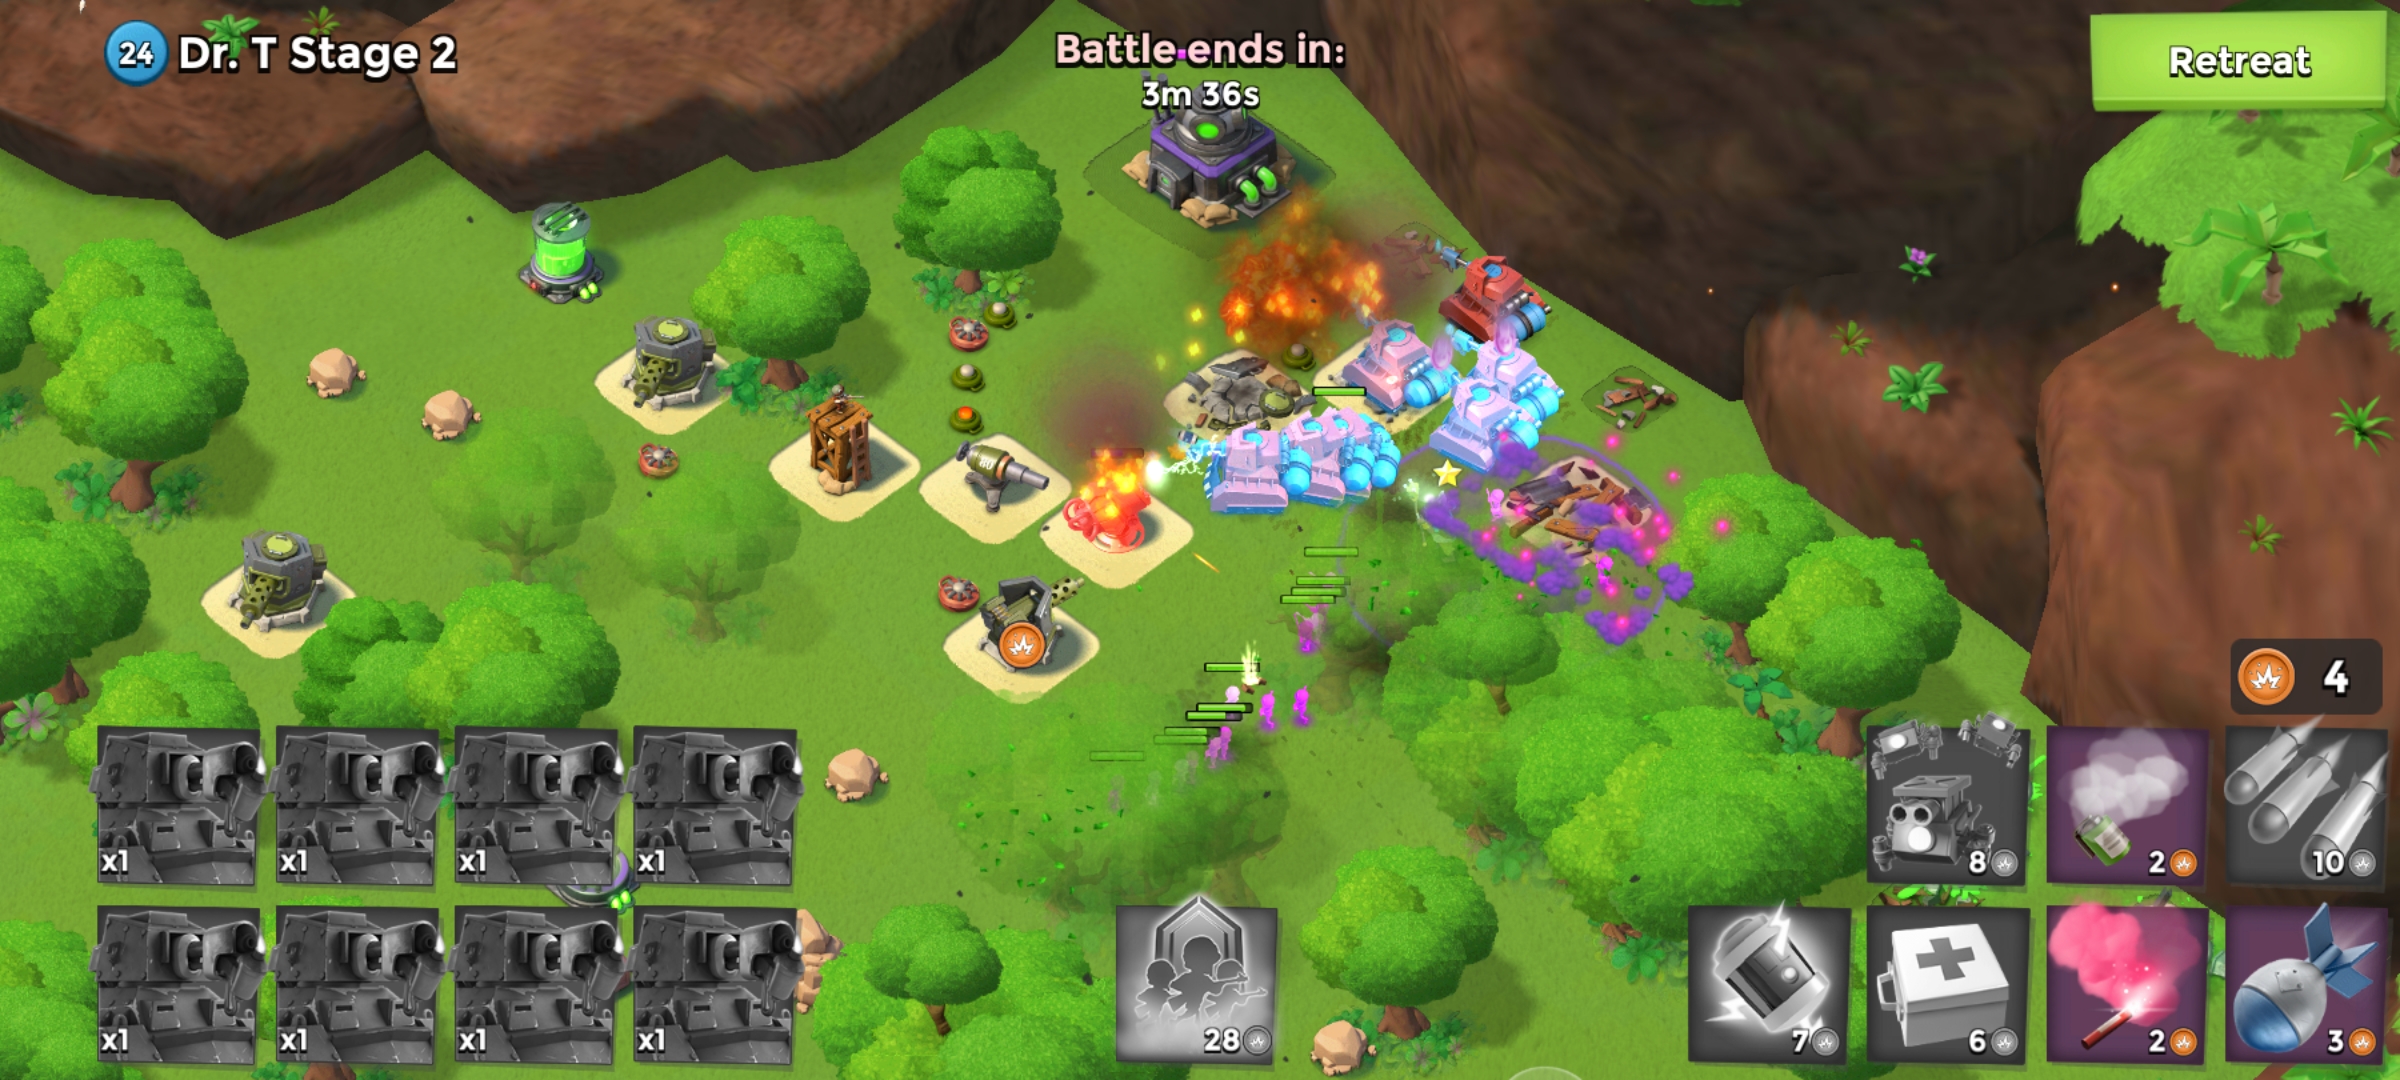 24 Dr. T Stage 2
Battle ends in:
3m 36s
Retreat
4
x1
x1
x1
x1
8
2
10
x1
x1
x1
x1
28
7
6
2
3